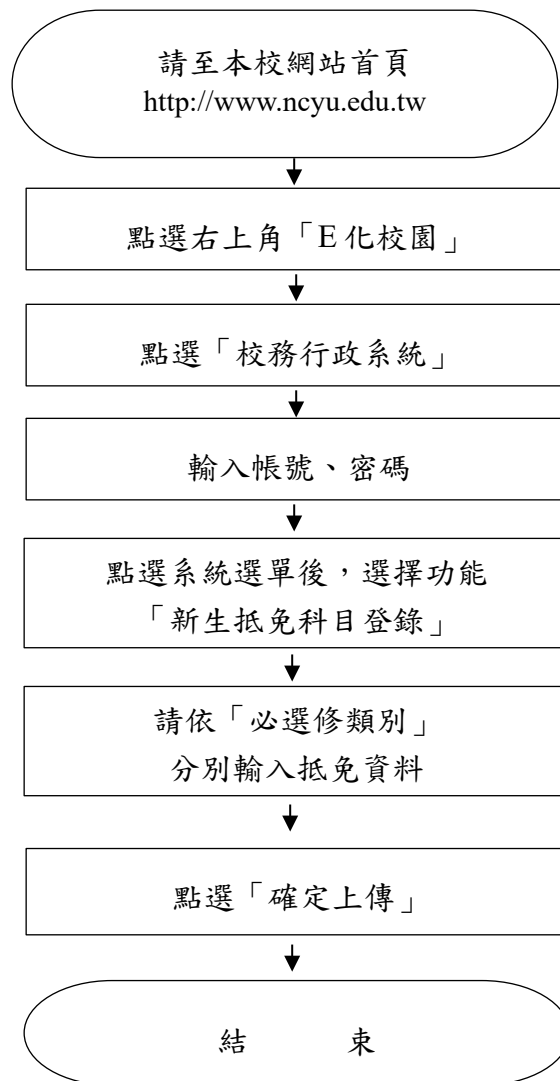 請至本校網站首頁
http://www.ncyu.edu.tw
點選右上角「E化校園」
點選「校務行政系統」
輸入帳號、密碼
點選系統選單後，選擇功能
「新生抵免科目登錄」
請依「必選修類別」
分別輸入抵免資料
點選「確定上傳」
結　　　束